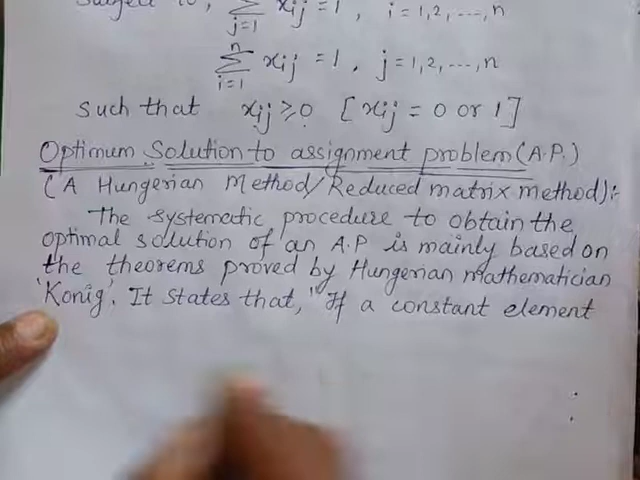 Subject to, ∑ j=1 xij = 1, i = 1, 2, ----, n
n ∑ i=1 xij = 1, j = 1, 2, ---, n
such that xij ≥ 0 [xij = 0 or 1]
Optimum Solution to assignment problem (A.P.)
(A Hungerian Method/Reduced matrix method):-
The systematic procedure to obtain the
optimal solution of an A.P is mainly based on
the theorems proved by Hungerian mathematician
'Konig'. It states that, "If a constant element